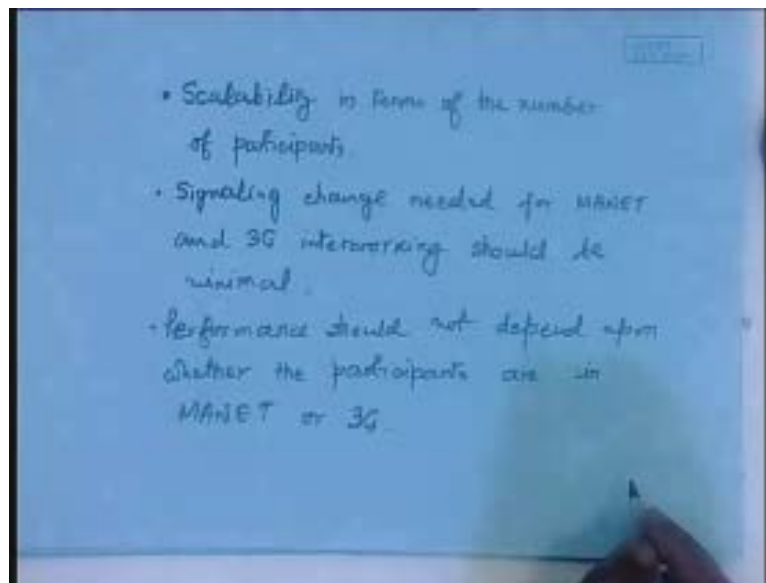 • Scalability in terms of the number
of participants.
• Signaling change needed for MANET
and 3G interworking should be
minimal.
• Performance should not depend upon
whether the participants are in
MANET or 3G.